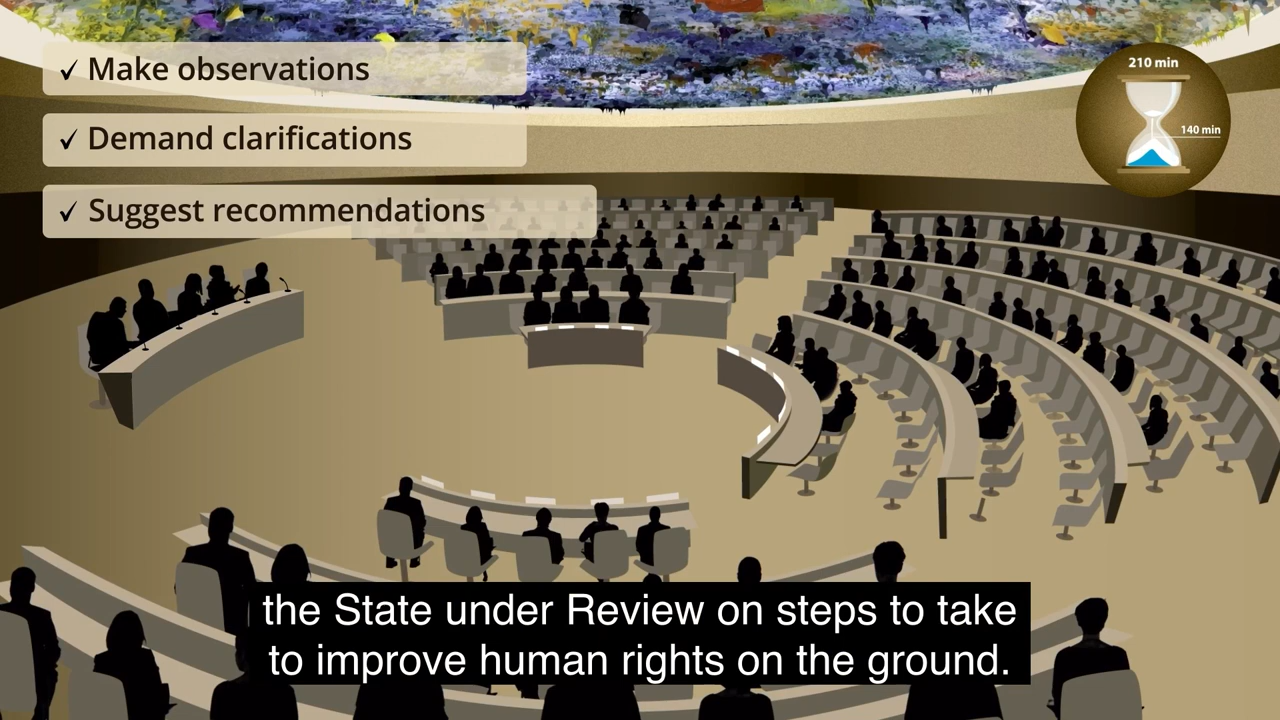 ✓ Make observations
✓ Demand clarifications
✓ Suggest recommendations
210 min
140 min
the State under Review on steps to take
to improve human rights on the ground.